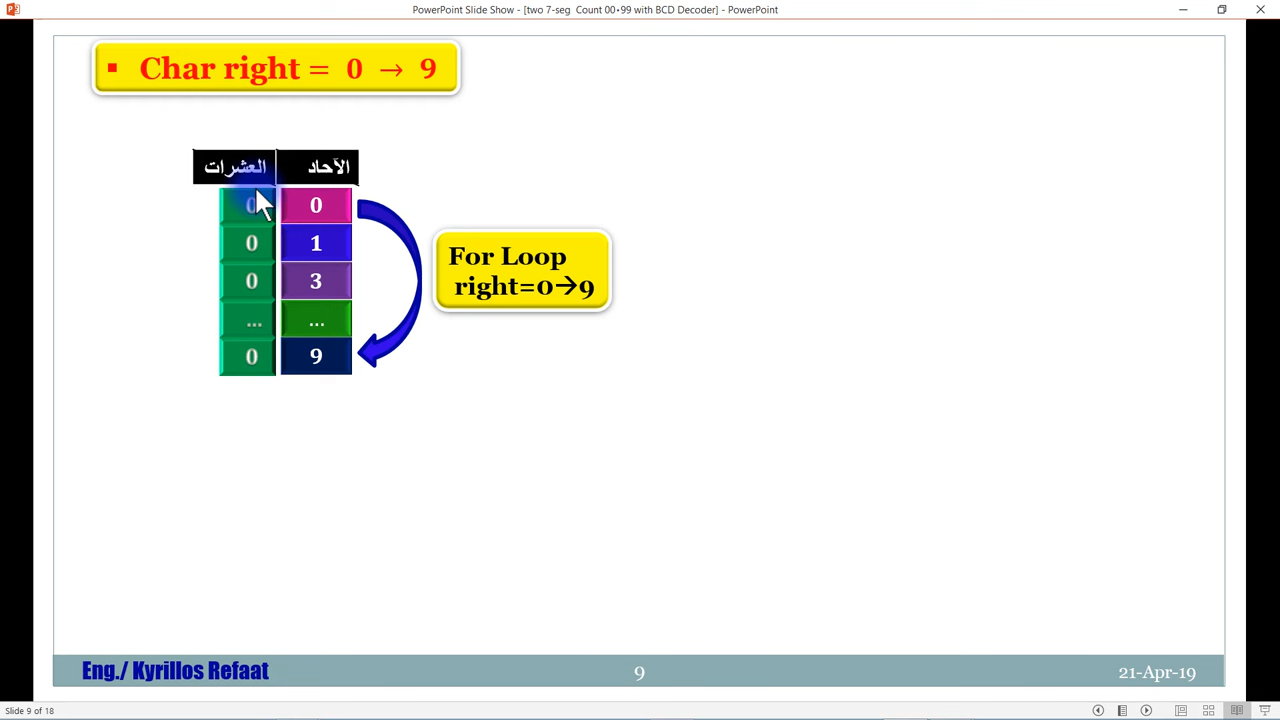 PowerPoint Slide Show - [two 7-seg Count 00•99 with BCD Decoder] - PowerPoint
▪ Char right = 0 → 9
العشرات الآحاد
0 0
0 1
0 3
... ...
0 9
For Loop
right=0→9
Eng./ Kyrillos Refaat 9 21-Apr-19
Slide 9 of 18